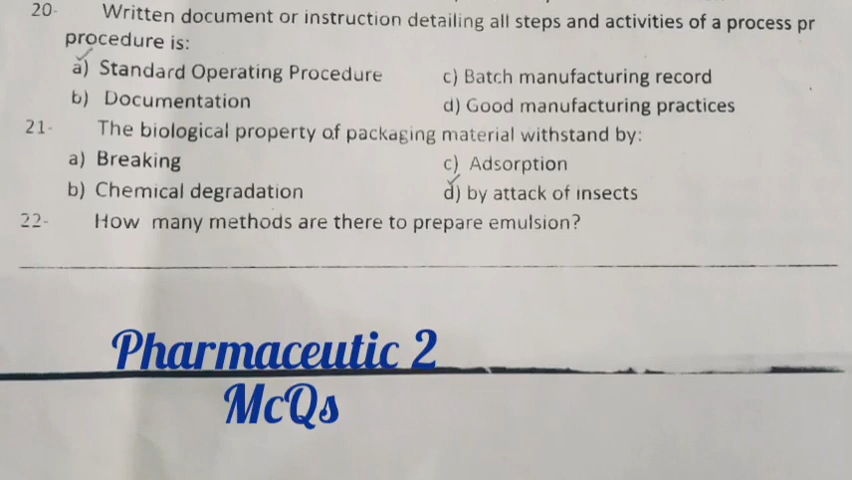 20- Written document or instruction detailing all steps and activities of a process pr
procedure is:
a) Standard Operating Procedure c) Batch manufacturing record
b) Documentation d) Good manufacturing practices
21- The biological property of packaging material withstand by:
a) Breaking c) Adsorption
b) Chemical degradation d) by attack of insects
22- How many methods are there to prepare emulsion?
Pharmaceutic 2
McQs